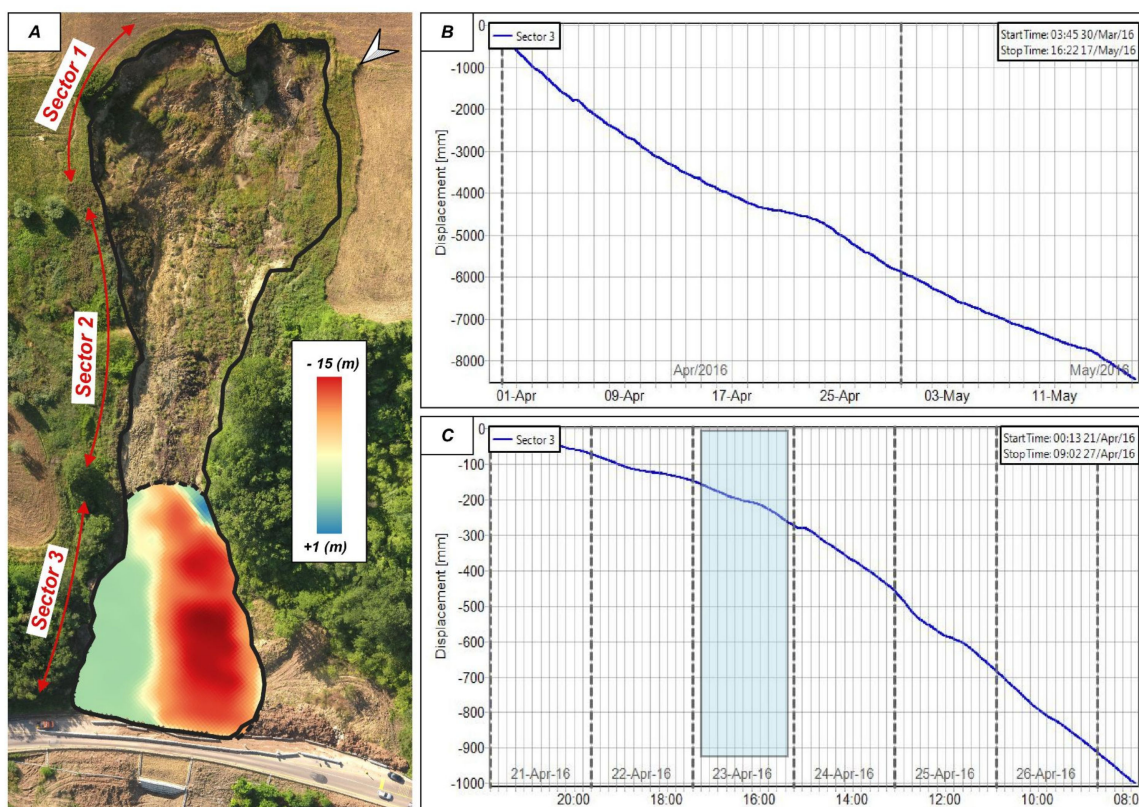 A
Sector 1
Sector 2
Sector 3
- 15 (m)
+1 (m)
B
Sector 3
StartTime: 03:45 30/Mar/16
StopTime: 16:22 17/May/16
Displacement [mm]
0
-1000
-2000
-3000
-4000
-5000
-6000
-7000
-8000
Apr/2016
May/2016
01-Apr 09-Apr 17-Apr 25-Apr 03-May 11-May
C
Sector 3
StartTime: 00:13 21/Apr/16
StopTime: 09:02 27/Apr/16
Displacement [mm]
0
-100
-200
-300
-400
-500
-600
-700
-800
-900
-1000
21-Apr-16 22-Apr-16 23-Apr-16 24-Apr-16 25-Apr-16 26-Apr-16
20:00 18:00 16:00 14:00 12:00 10:00 08:0